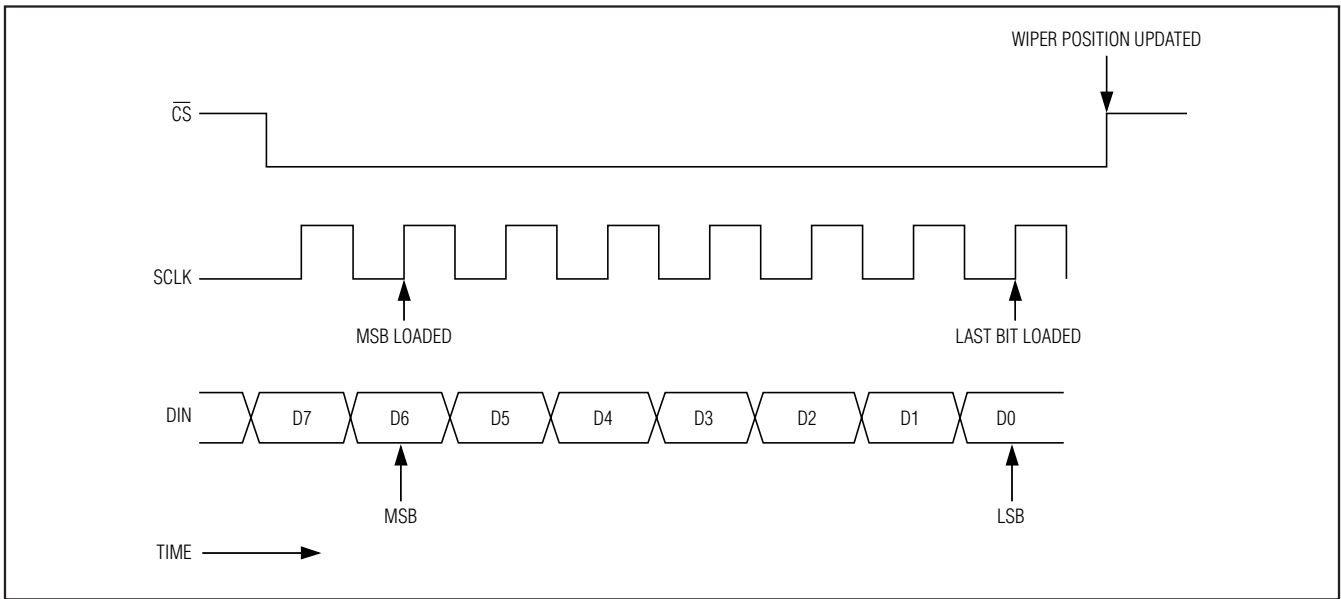 WIPER POSITION UPDATED
C̅S̅
SCLK
MSB LOADED
LAST BIT LOADED
DIN
D7
D6
D5
D4
D3
D2
D1
D0
MSB
LSB
TIME